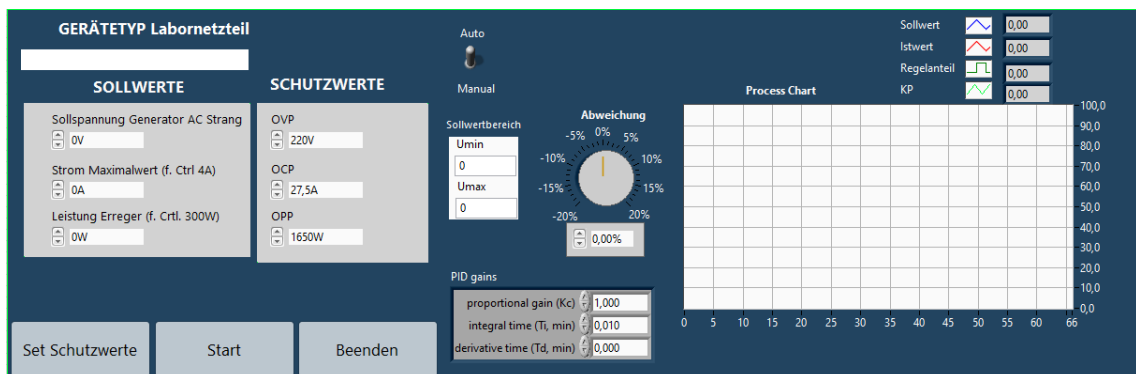 GERÄTETYP Labornetzteil
SOLLWERTE
Sollspannung Generator AC Strang
0V
Strom Maximalwert (f. Ctrl 4A)
0A
Leistung Erreger (f. Crtl. 300W)
0W
SCHUTZWERTE
OVP
220V
OCP
27,5A
OPP
1650W
Set Schutzwerte
Start
Beenden
Auto
Manual
Sollwertbereich
Umin
0
Umax
0
Abweichung
-20%
-15%
-10%
-5%
0%
5%
10%
15%
20%
0,00%
PID gains
proportional gain (Kc) 1,000
integral time (Ti, min) 0,010
derivative time (Td, min) 0,000
Sollwert 0,00
Istwert 0,00
Regelanteil 0,00
KP 0,00
Process Chart
100,0
90,0
80,0
70,0
60,0
50,0
40,0
30,0
20,0
10,0
0,0
0 5 10 15 20 25 30 35 40 45 50 55 60 66